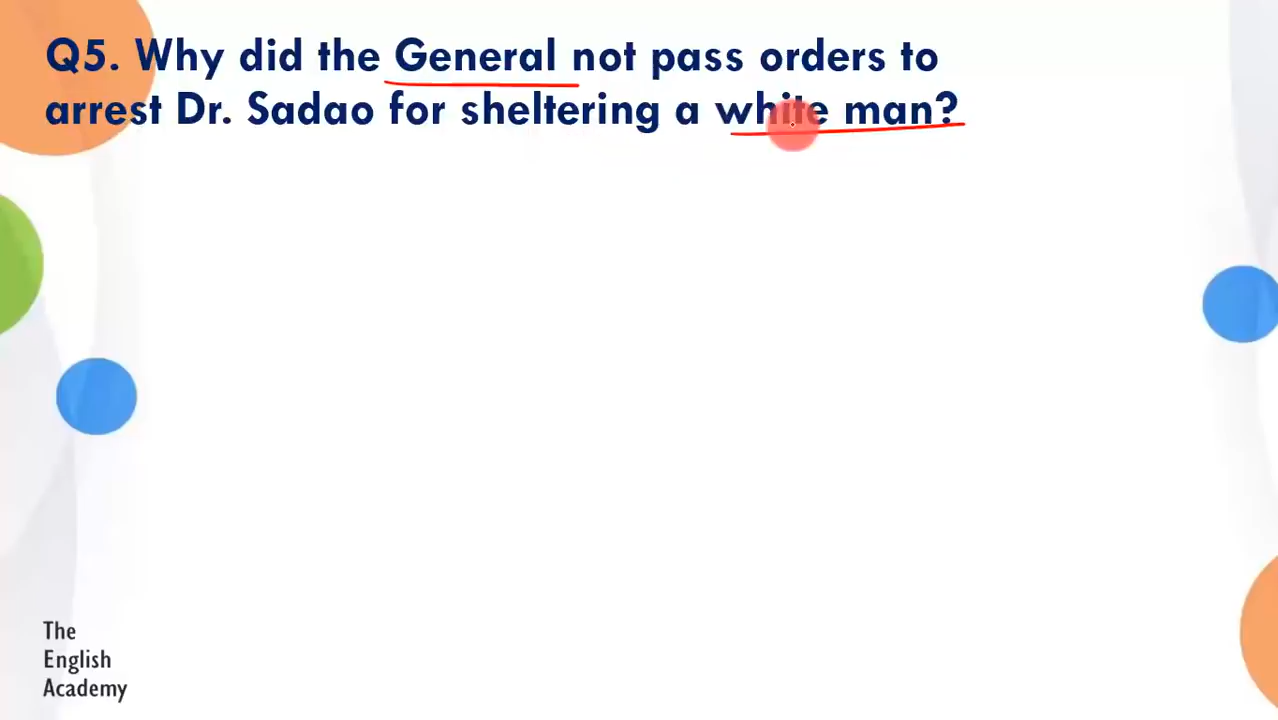 Q5. Why did the General not pass orders to
arrest Dr. Sadao for sheltering a white man?
The
English
Academy